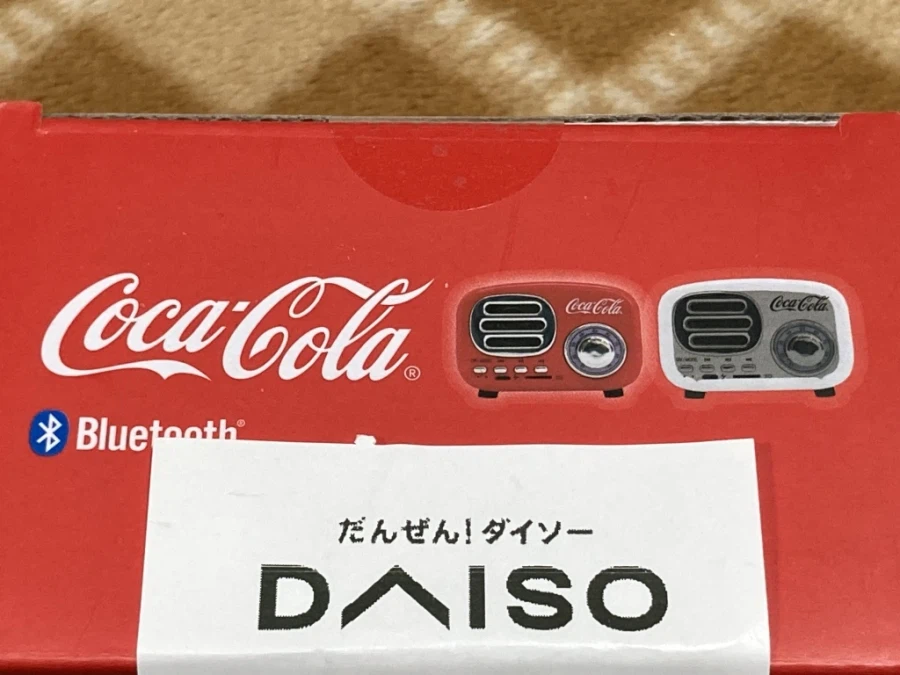 Coca-Cola®
Coca-Cola
Coca-Cola
Bluetooth®
だんぜん!ダイソー
DAISO